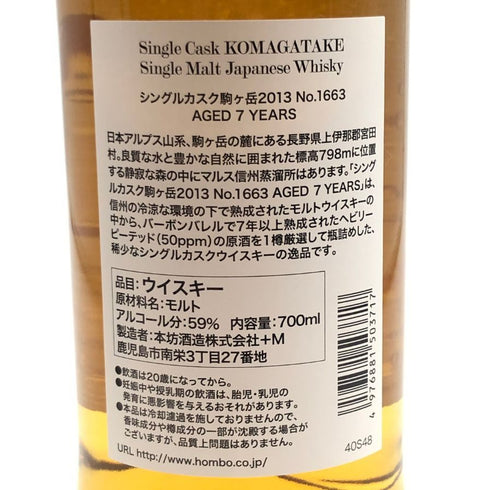 Single Cask KOMAGATAKE
Single Malt Japanese Whisky
シングルカスク駒ヶ岳2013 No.1663
AGED 7 YEARS
日本アルプス山系、駒ヶ岳の麓にある長野県上伊那郡宮田
村。良質な水と豊かな自然に囲まれた標高798mに位置
する静寂な森の中にマルス信州蒸溜所はあります。「シング
ルカスク駒ヶ岳2013 No.1663 AGED 7 YEARS」は、
信州の冷涼な環境の下で熟成されたモルトウイスキーの
中から、バーボンバレルで7年以上熟成されたヘビリー
ピーテッド（50ppm）の原酒を1樽厳選して瓶詰めした、
稀少なシングルカスクウイスキーの逸品です。
品目：ウイスキー
原材料名：モルト
アルコール分：59% 内容量：700ml
製造者：本坊酒造株式会社+M
鹿児島市南栄3丁目27番地
●飲酒は20歳になってから。
●妊娠中や授乳期の飲酒は、胎児・乳児の
発育に悪影響を与えるおそれがあります。
●本品は冷却濾過を施しておりませんので、
香味成分や樽成分の一部が沈殿する場合が
ございますが、品質上問題はありません。
URL http://www.hombo.co.jp/
4 976881 503717
40S48